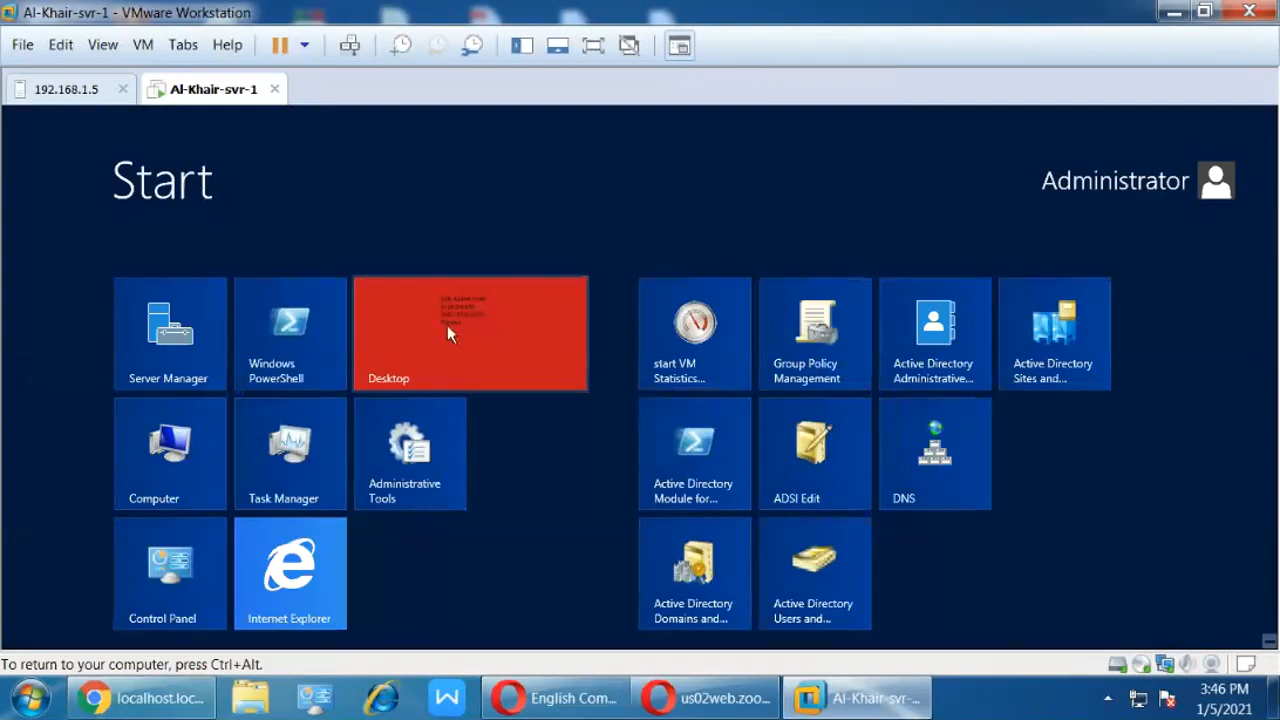 Al-Khair-svr-1 - VMware Workstation
File Edit View VM Tabs Help
192.168.1.5
Al-Khair-svr-1
Start
Administrator
Server Manager
Windows
PowerShell
Desktop
start VM
Statistics...
Group Policy
Management
Active Directory
Administrative...
Active Directory
Sites and...
Computer
Task Manager
Administrative
Tools
Active Directory
Module for...
ADSI Edit
DNS
Control Panel
Internet Explorer
Active Directory
Domains and...
Active Directory
Users and...
To return to your computer, press Ctrl+Alt.
localhost.loc...
English Com...
us02web.zoo...
Al-Khair-svr-...
3:46 PM
1/5/2021